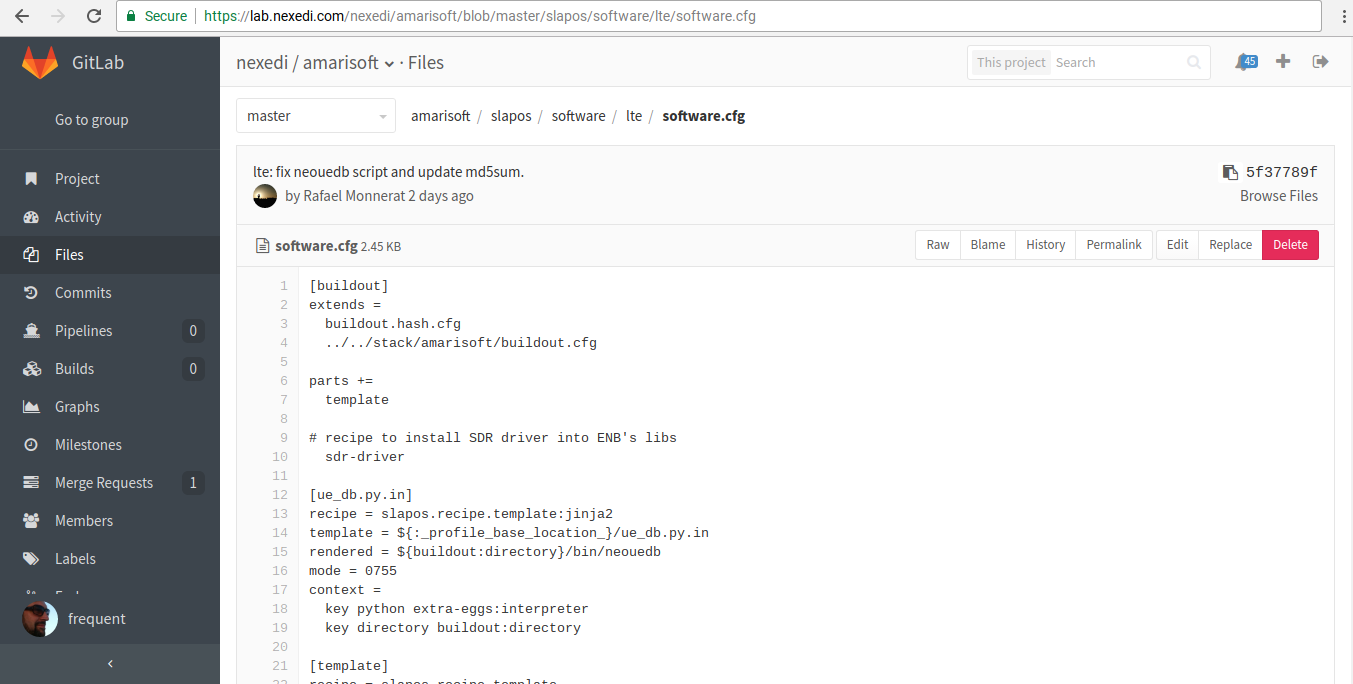 Secure https://lab.nexedi.com/nexedi/amarisoft/blob/master/slapos/software/lte/software.cfg
GitLab
nexedi / amarisoft · Files
This project Search
45
Go to group
Project
Activity
Files
Commits
Pipelines 0
Builds 0
Graphs
Milestones
Merge Requests 1
Members
Labels
frequent
master
amarisoft / slapos / software / lte / software.cfg
lte: fix neouedb script and update md5sum.
5f37789f
by Rafael Monnerat 2 days ago
Browse Files
software.cfg 2.45 KB
Raw Blame History Permalink Edit Replace Delete
1 [buildout]
2 extends =
3 buildout.hash.cfg
4 ../../stack/amarisoft/buildout.cfg
5
6 parts +=
7 template
8
9 # recipe to install SDR driver into ENB's libs
10 sdr-driver
11
12 [ue_db.py.in]
13 recipe = slapos.recipe.template:jinja2
14 template = ${:_profile_base_location_}/ue_db.py.in
15 rendered = ${buildout:directory}/bin/neouedb
16 mode = 0755
17 context =
18 key python extra-eggs:interpreter
19 key directory buildout:directory
20
21 [template]